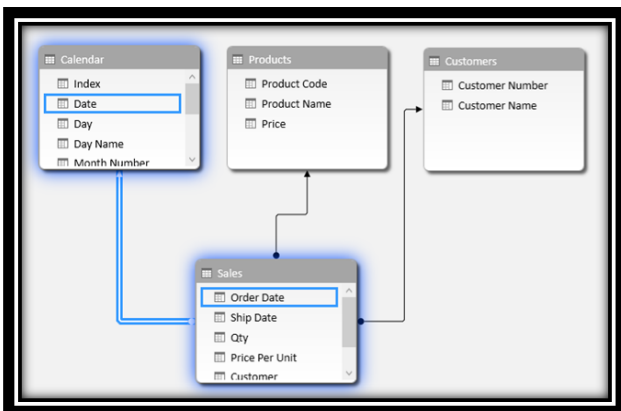 Calendar
Index
Date
Day
Day Name
Month Number
Products
Product Code
Product Name
Price
Customers
Customer Number
Customer Name
Sales
Order Date
Ship Date
Qty
Price Per Unit
Customer